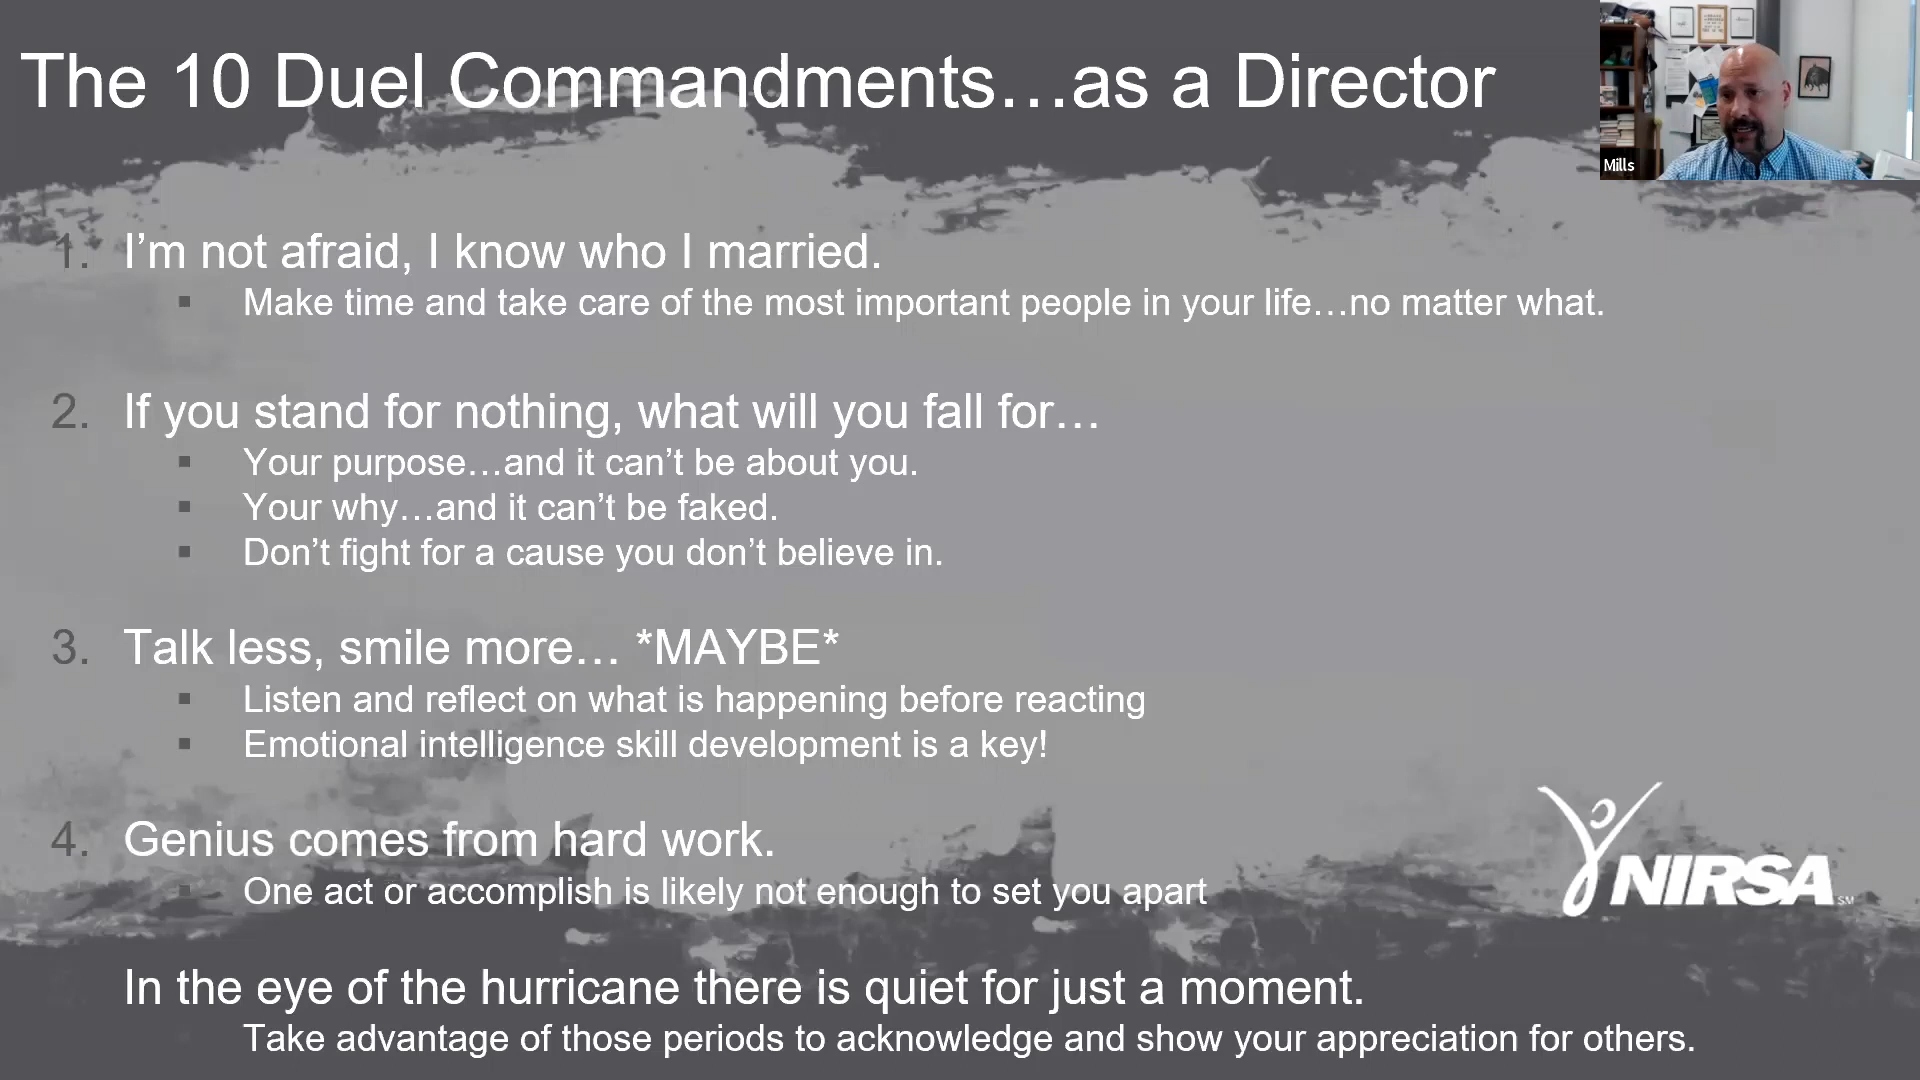 The 10 Duel Commandments…as a Director
Mills
1. I’m not afraid, I know who I married.
▪ Make time and take care of the most important people in your life…no matter what.
2. If you stand for nothing, what will you fall for…
▪ Your purpose…and it can’t be about you.
▪ Your why…and it can’t be faked.
▪ Don’t fight for a cause you don’t believe in.
3. Talk less, smile more… *MAYBE*
▪ Listen and reflect on what is happening before reacting
▪ Emotional intelligence skill development is a key!
4. Genius comes from hard work.
▪ One act or accomplish is likely not enough to set you apart
NIRSA SM
In the eye of the hurricane there is quiet for just a moment.
Take advantage of those periods to acknowledge and show your appreciation for others.